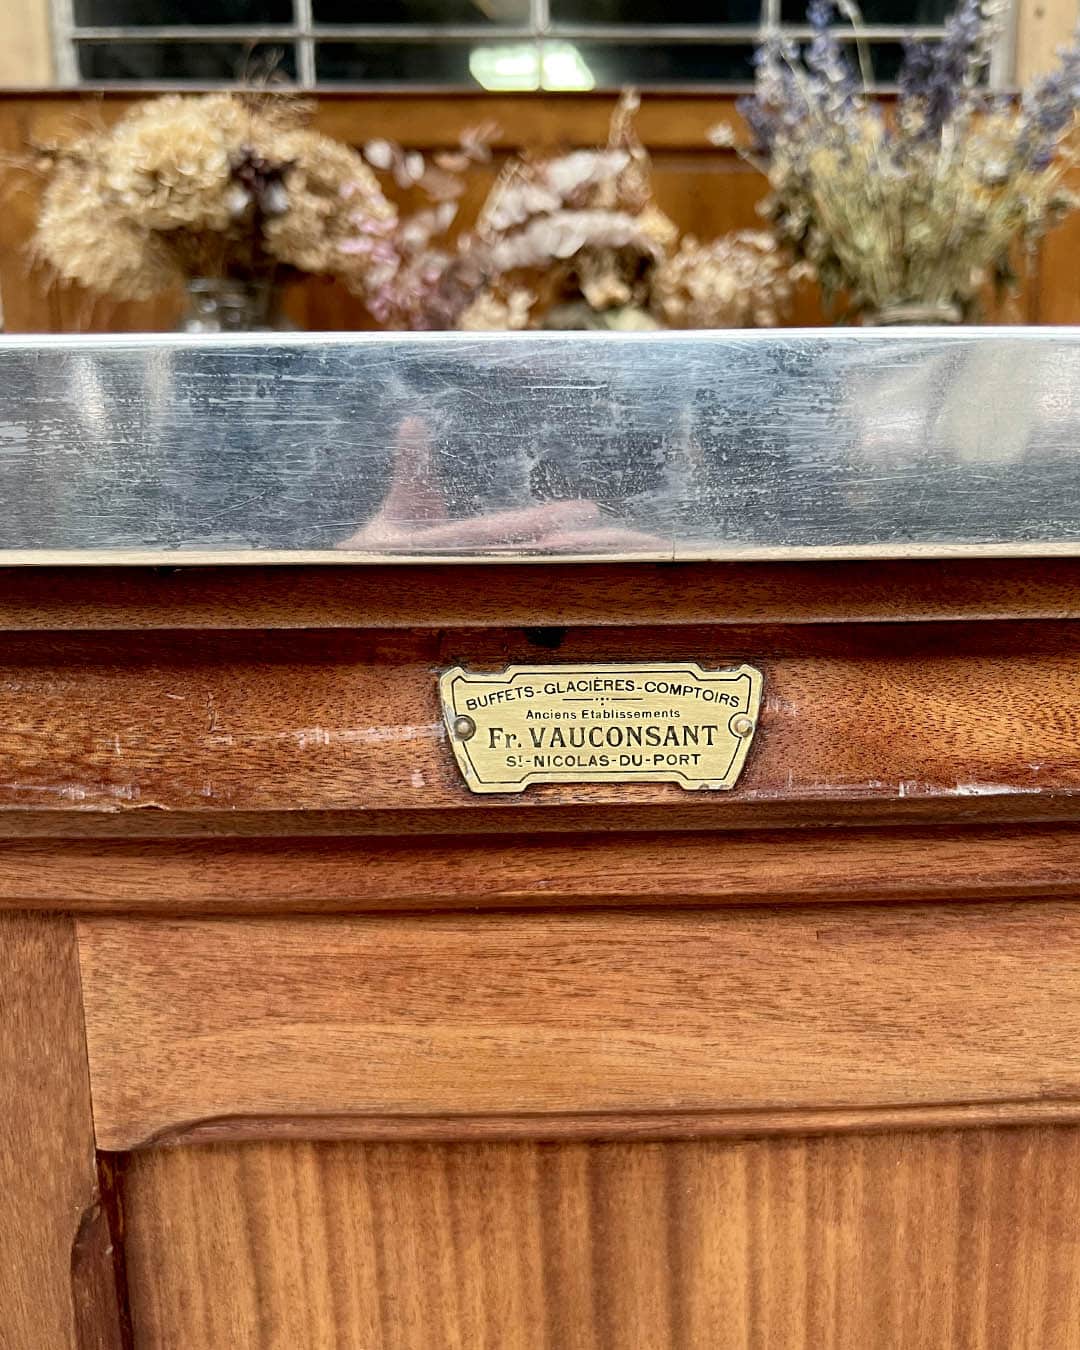 BUFFETS-GLACIÈRES-COMPTOIRS
Anciens Etablissements
Fr. VAUCONSANT
ST-NICOLAS-DU-PORT